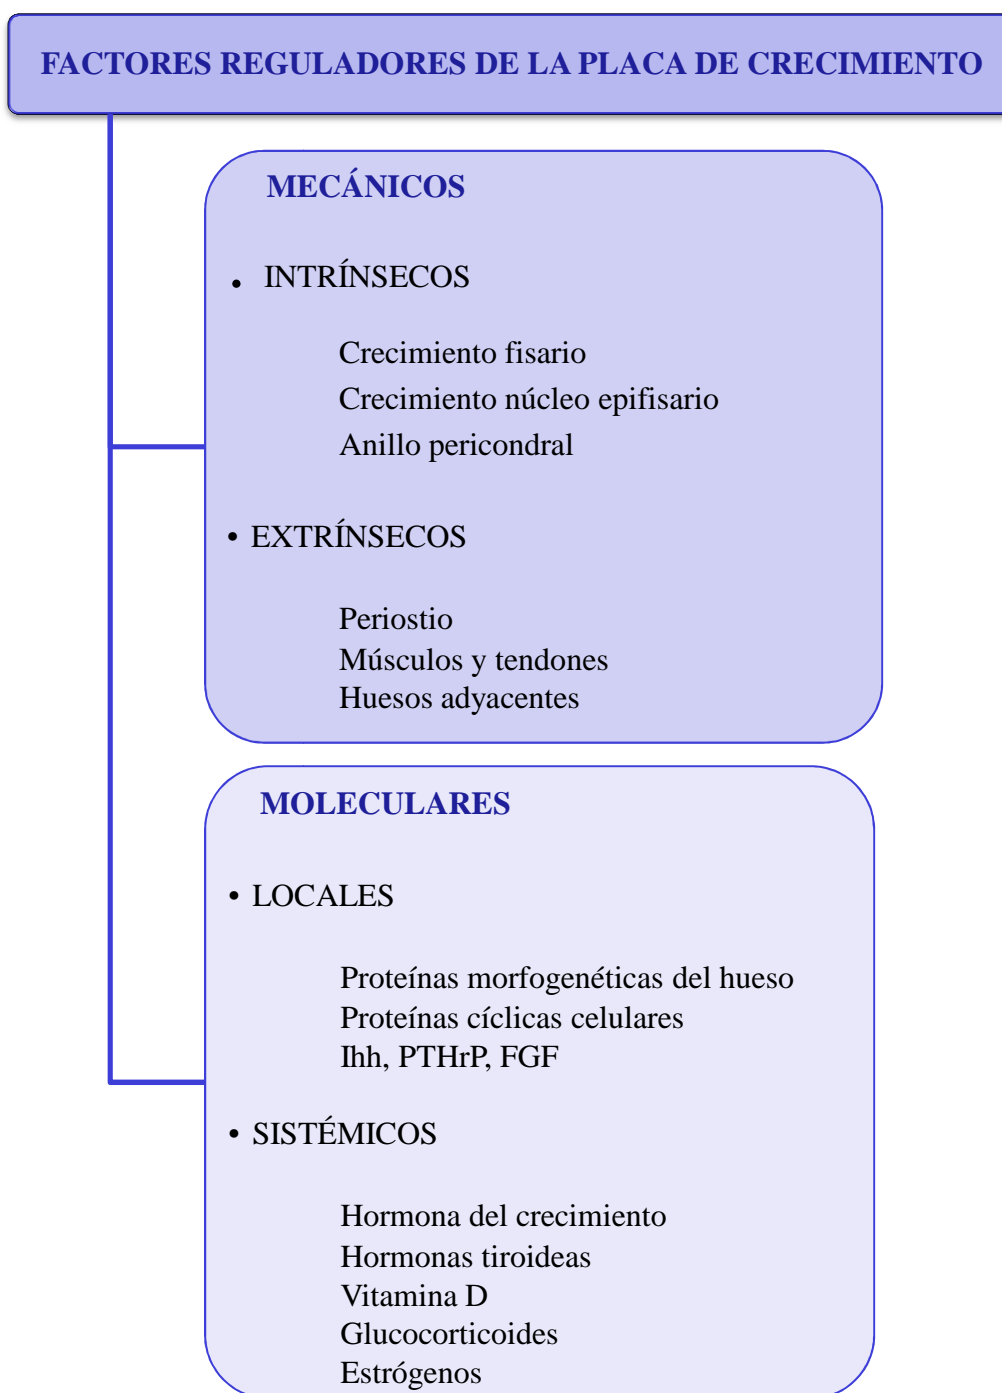 FACTORES REGULADORES DE LA PLACA DE CRECIMIENTO
MECÁNICOS
• INTRÍNSECOS
Crecimiento fisario
Crecimiento núcleo epifisario
Anillo pericondral
• EXTRÍNSECOS
Periostio
Músculos y tendones
Huesos adyacentes
MOLECULARES
• LOCALES
Proteínas morfogenéticas del hueso
Proteínas cíclicas celulares
Ihh, PTHrP, FGF
• SISTÉMICOS
Hormona del crecimiento
Hormonas tiroideas
Vitamina D
Glucocorticoides
Estrógenos